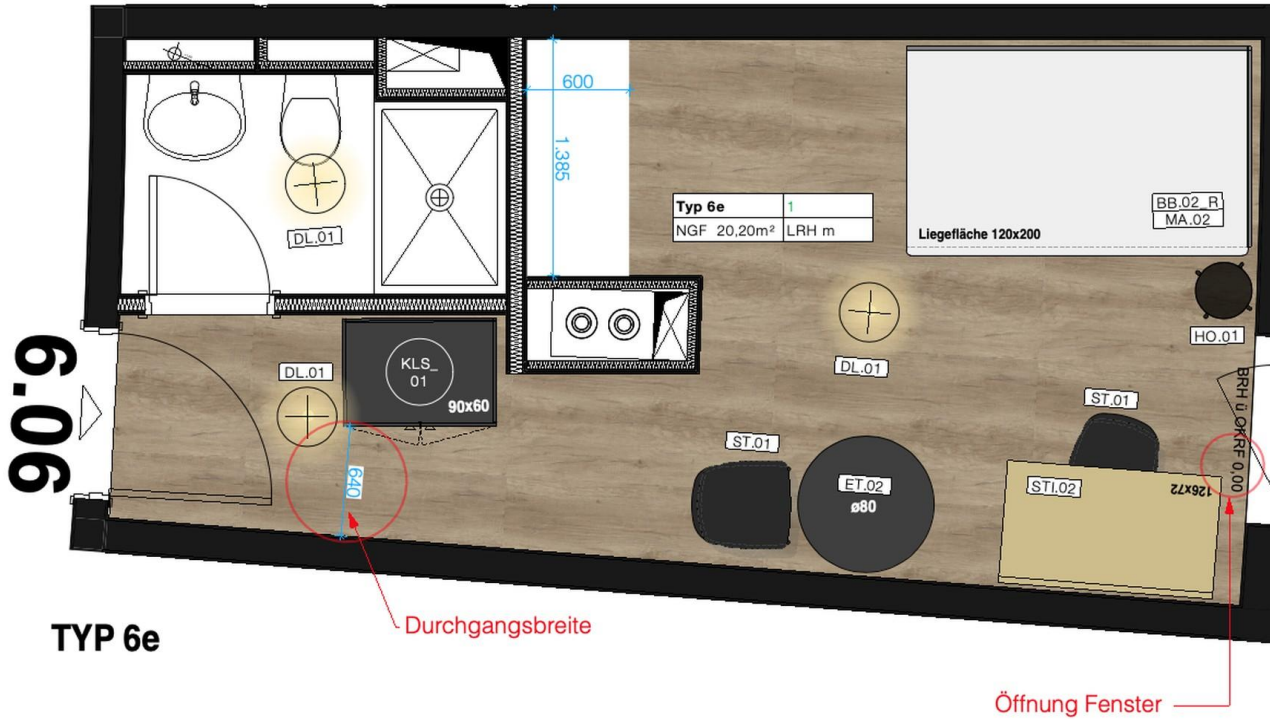 600
1.385
Typ 6e 1
NGF 20,20m² LRH m
BB.02_R
MA.02
Liegefläche 120x200
DL.01
HO.01
6.06
DL.01
KLS_
01
90x60
DL.01
BRH ü OKRF 0,00
ST.01
ST.01
640
ET.02
ø80
STI.02
126x72
Durchgangsbreite
TYP 6e
Öffnung Fenster